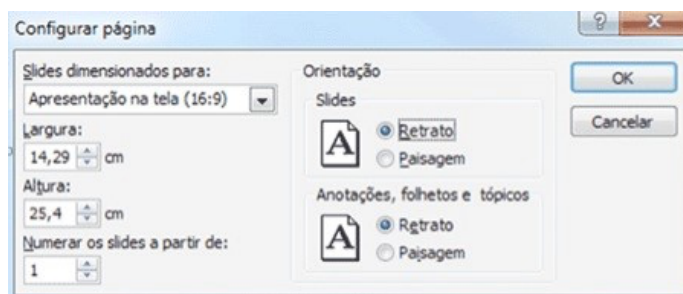 Configurar página
Slides dimensionados para:
Apresentação na tela (16:9)
Largura:
14,29 cm
Altura:
25,4 cm
Numerar os slides a partir de:
1
Orientação
Slides
A
Retrato
Paisagem
Anotações, folhetos e tópicos
A
Retrato
Paisagem
OK
Cancelar